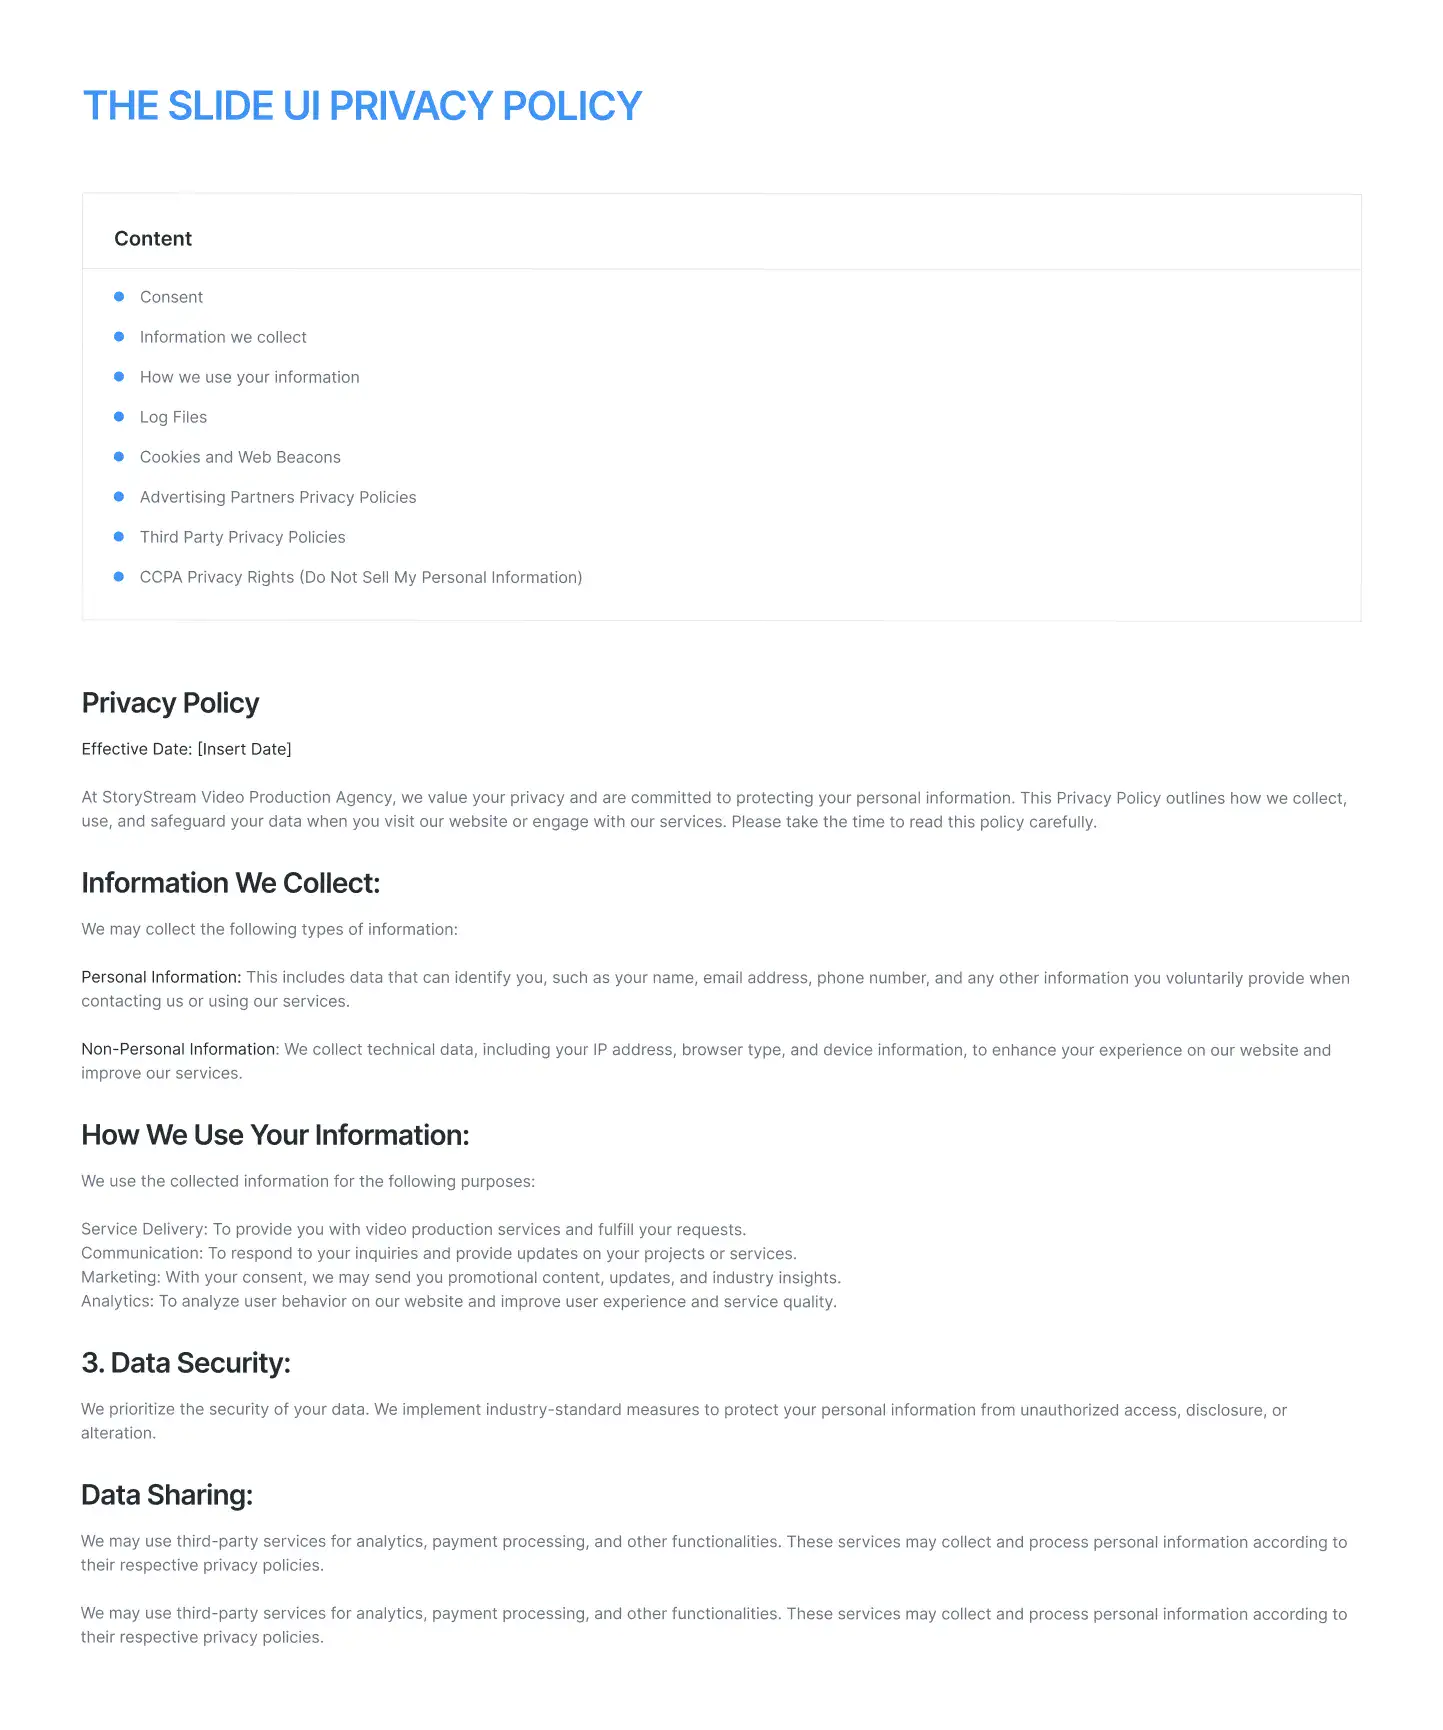 THE SLIDE UI PRIVACY POLICY
Content
Consent
Information we collect
How we use your information
Log Files
Cookies and Web Beacons
Advertising Partners Privacy Policies
Third Party Privacy Policies
CCPA Privacy Rights (Do Not Sell My Personal Information)
Privacy Policy
Effective Date: [Insert Date]
At StoryStream Video Production Agency, we value your privacy and are committed to protecting your personal information. This Privacy Policy outlines how we collect,
use, and safeguard your data when you visit our website or engage with our services. Please take the time to read this policy carefully.
Information We Collect:
We may collect the following types of information:
Personal Information: This includes data that can identify you, such as your name, email address, phone number, and any other information you voluntarily provide when
contacting us or using our services.
Non-Personal Information: We collect technical data, including your IP address, browser type, and device information, to enhance your experience on our website and
improve our services.
How We Use Your Information:
We use the collected information for the following purposes:
Service Delivery: To provide you with video production services and fulfill your requests.
Communication: To respond to your inquiries and provide updates on your projects or services.
Marketing: With your consent, we may send you promotional content, updates, and industry insights.
Analytics: To analyze user behavior on our website and improve user experience and service quality.
3. Data Security:
We prioritize the security of your data. We implement industry-standard measures to protect your personal information from unauthorized access, disclosure, or
alteration.
Data Sharing:
We may use third-party services for analytics, payment processing, and other functionalities. These services may collect and process personal information according to
their respective privacy policies.
We may use third-party services for analytics, payment processing, and other functionalities. These services may collect and process personal information according to
their respective privacy policies.